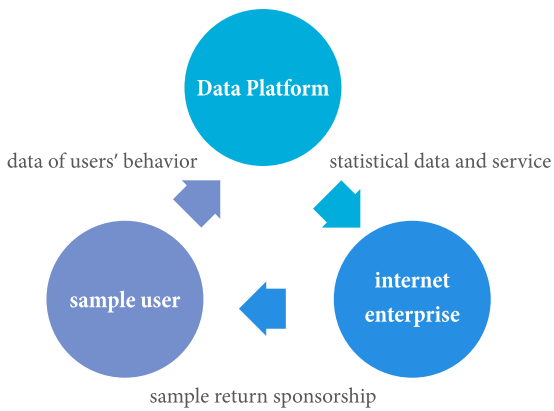 Data Platform
data of users' behavior
statistical data and service
sample user
internet
enterprise
sample return sponsorship